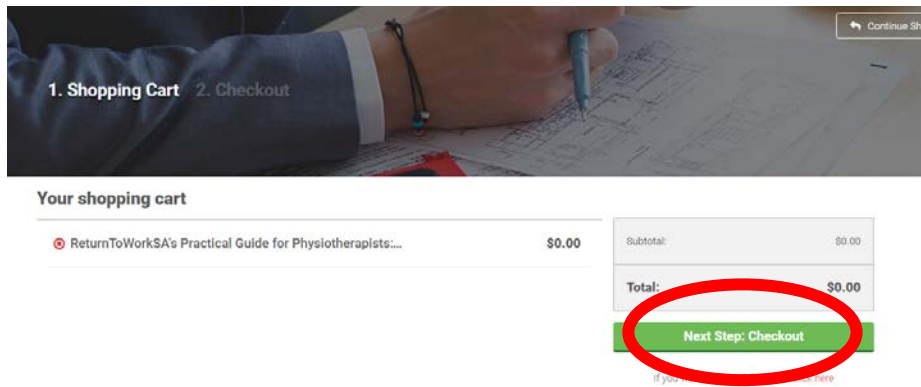 Continue Sh
1. Shopping Cart 2. Checkout
Your shopping cart
ReturnToWorkSA's Practical Guide for Physiotherapists:... $0.00
Subtotal: $0.00
Total: $0.00
Next Step: Checkout
If you here